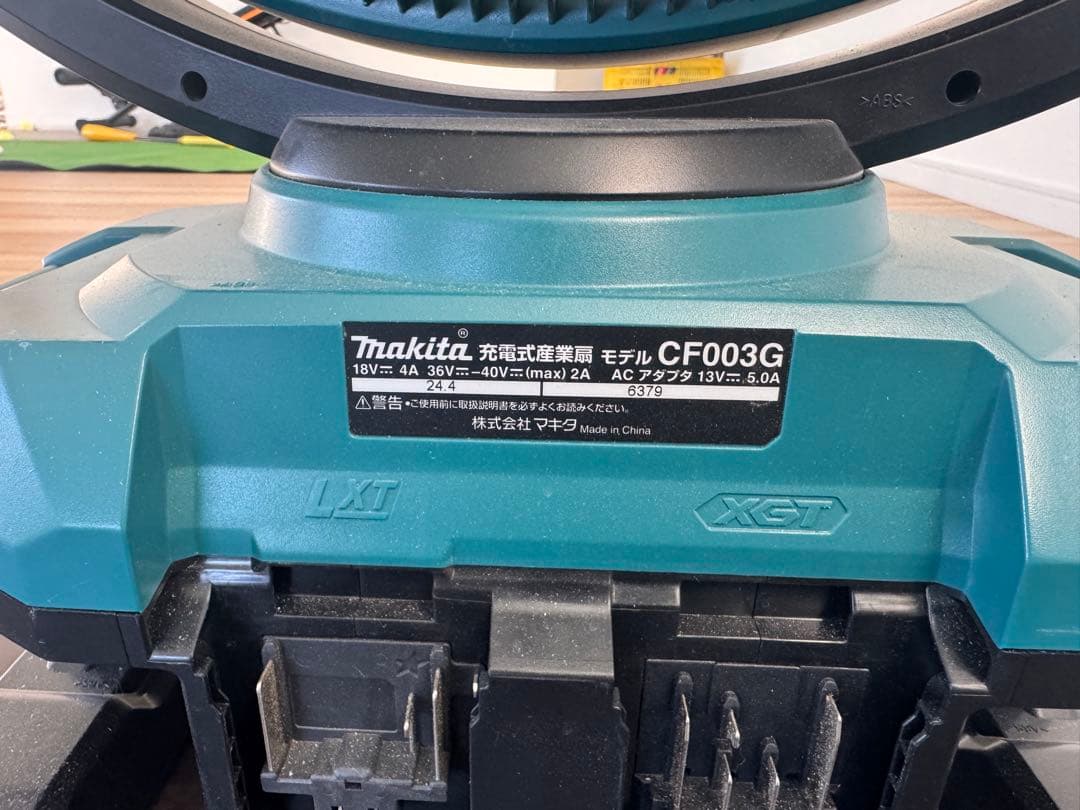 >ABS<
makita® 充電式産業扇 モデル CF003G
18V⎓ 4A 36V⎓-40V⎓(max) 2A AC アダプタ 13V⎓ 5.0A
24.4 6379
⚠警告 •ご使用前に取扱説明書を必ずよくお読みください。
株式会社 マキタ Made in China
LXT XGT